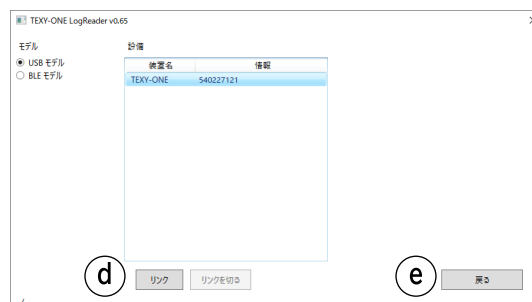 TEXY-ONE LogReader v0.65
モデル
設備
USB モデル
BLE モデル
装置名 情報
TEXY-ONE 540227121
d
リンク
リンクを切る
e
戻る